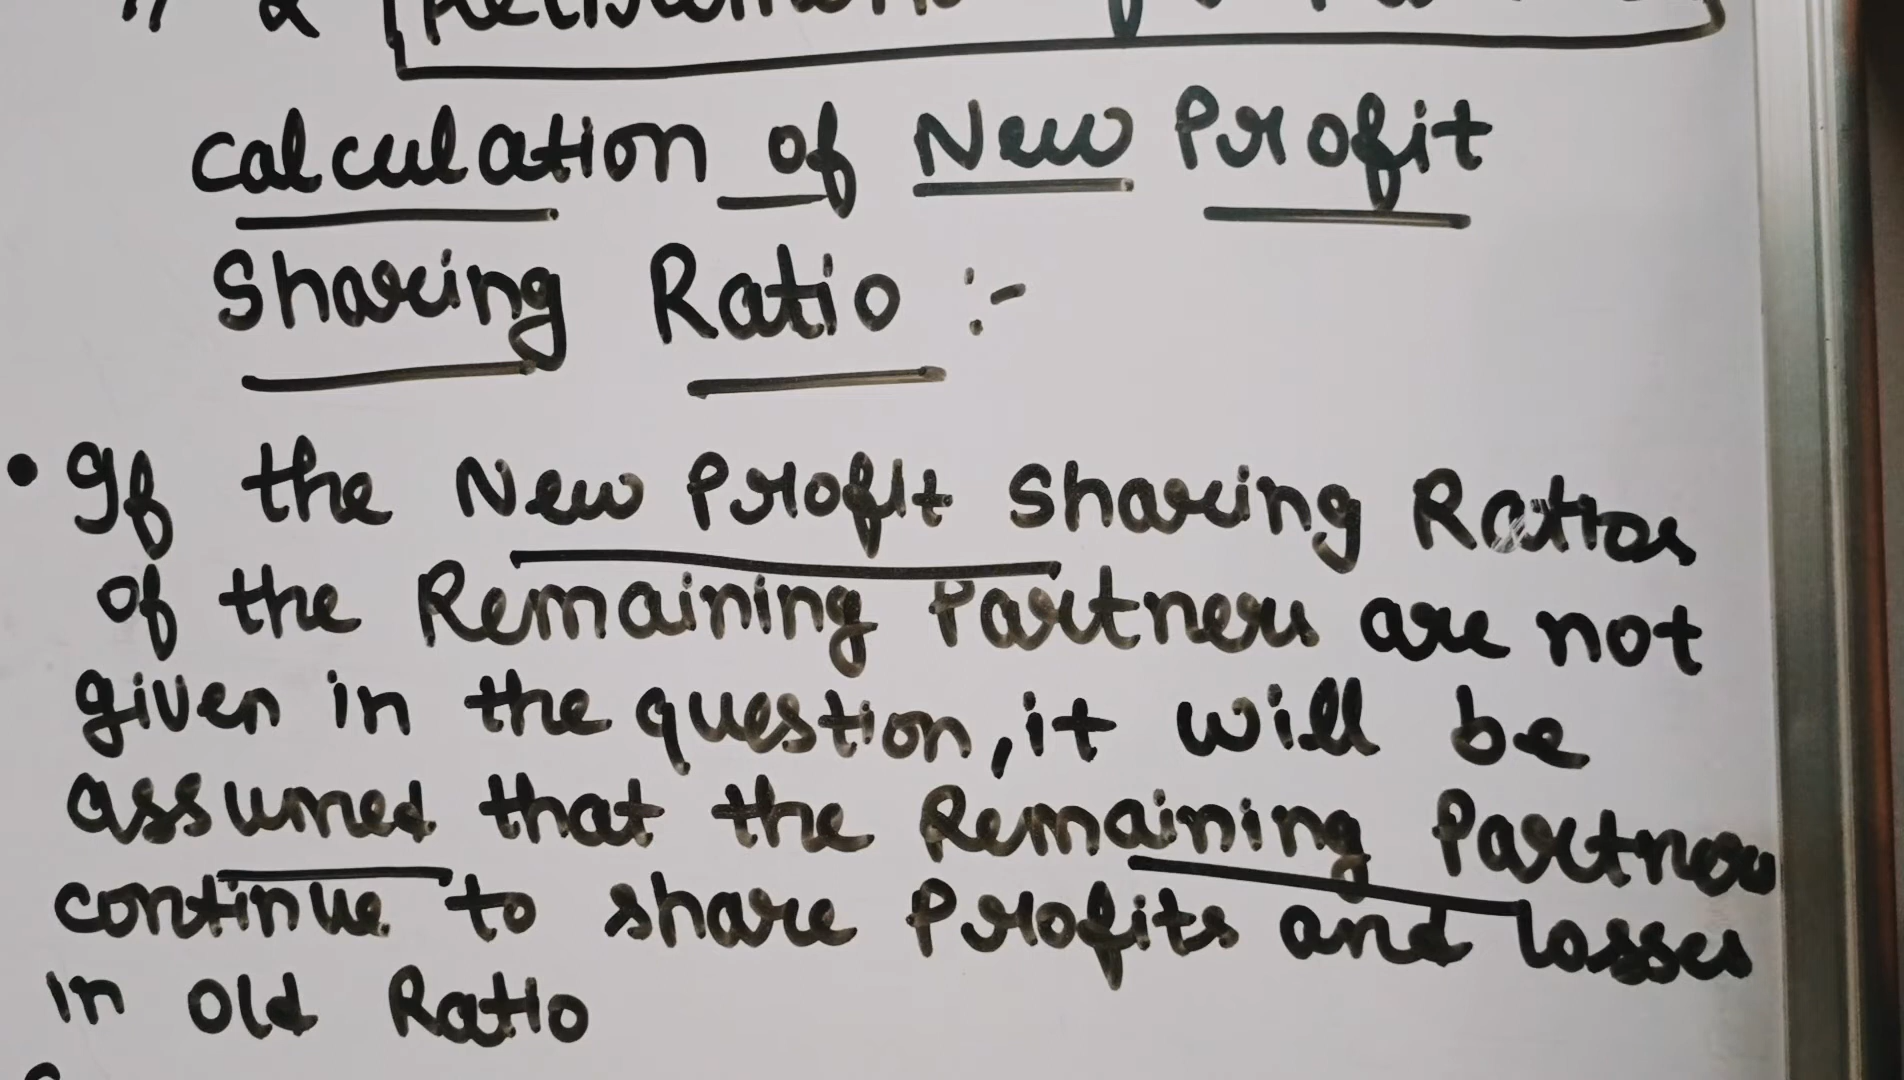 Calculation of New Profit
Sharing Ratio :-
• If the New Profit Sharing Ratios
of the Remaining Partners are not
given in the question, it will be
assumed that the Remaining Partners
continue to share Profits and losses
in old Ratio